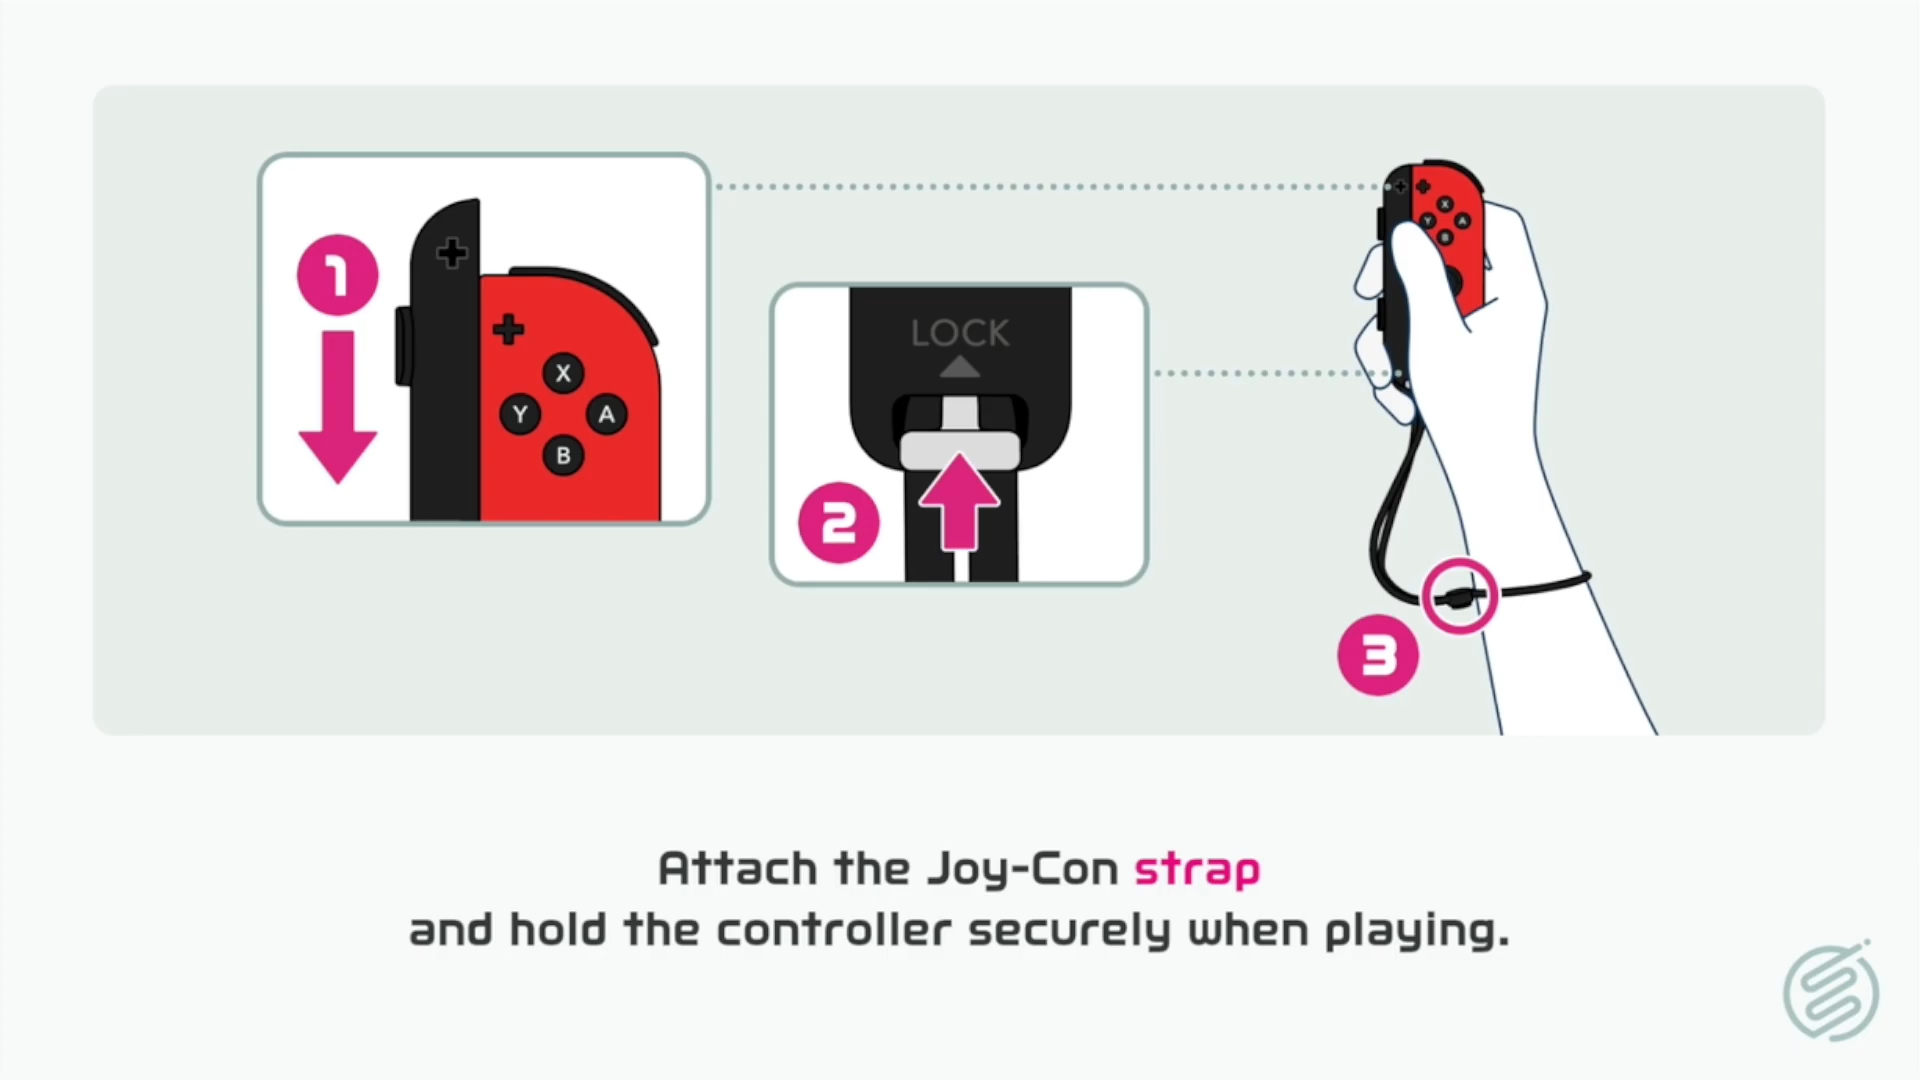 1
X
Y
A
B
LOCK
2
X
Y
A
B
3
Attach the Joy-Con strap
and hold the controller securely when playing.